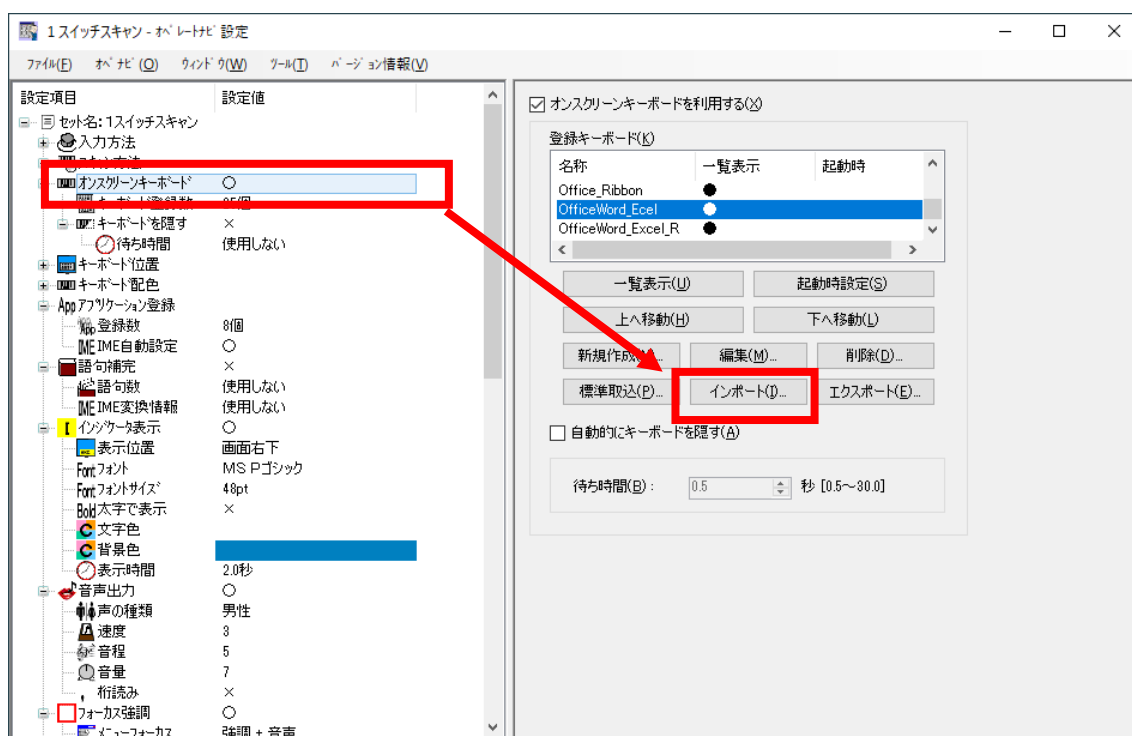 1スイッチスキャン - オペレートナビ設定
ファイル(F) オペナビ(O) ウィンドウ(W) ツール(T) バージョン情報(V)
設定項目 設定値
セット名: 1スイッチスキャン
入力方法
オンスクリーンキーボード ○
キーボードを隠す ×
待ち時間 使用しない
キーボード位置
キーボード配色
App アプリケーション登録
App 登録数 8個
IME IME自動設定 ○
語句補完 ×
語句数 使用しない
IME IME変換情報 使用しない
インジケータ表示 ○
表示位置 画面右下
Font フォント MS Pゴシック
Font フォントサイズ 48pt
Bold 太字で表示 ×
C 文字色
C 背景色
表示時間 2.0秒
音声出力 ○
声の種類 男性
速度 3
音程 5
音量 7
, 桁読み ×
フォーカス強調 ○
メニューフォーカス 強調 + 音声
オンスクリーンキーボードを利用する(X)
登録キーボード(K)
名称 一覧表示 起動時
Office_Ribbon ●
OfficeWord_Ecel ●
OfficeWord_Excel_R ●
一覧表示(U) 起動時設定(S)
上へ移動(H) 下へ移動(L)
編集(M)... 削除(D)...
標準取込(P)... インポート(I)... エクスポート(E)...
自動的にキーボードを隠す(A)
待ち時間(B): 0.5 秒 [0.5～30.0]